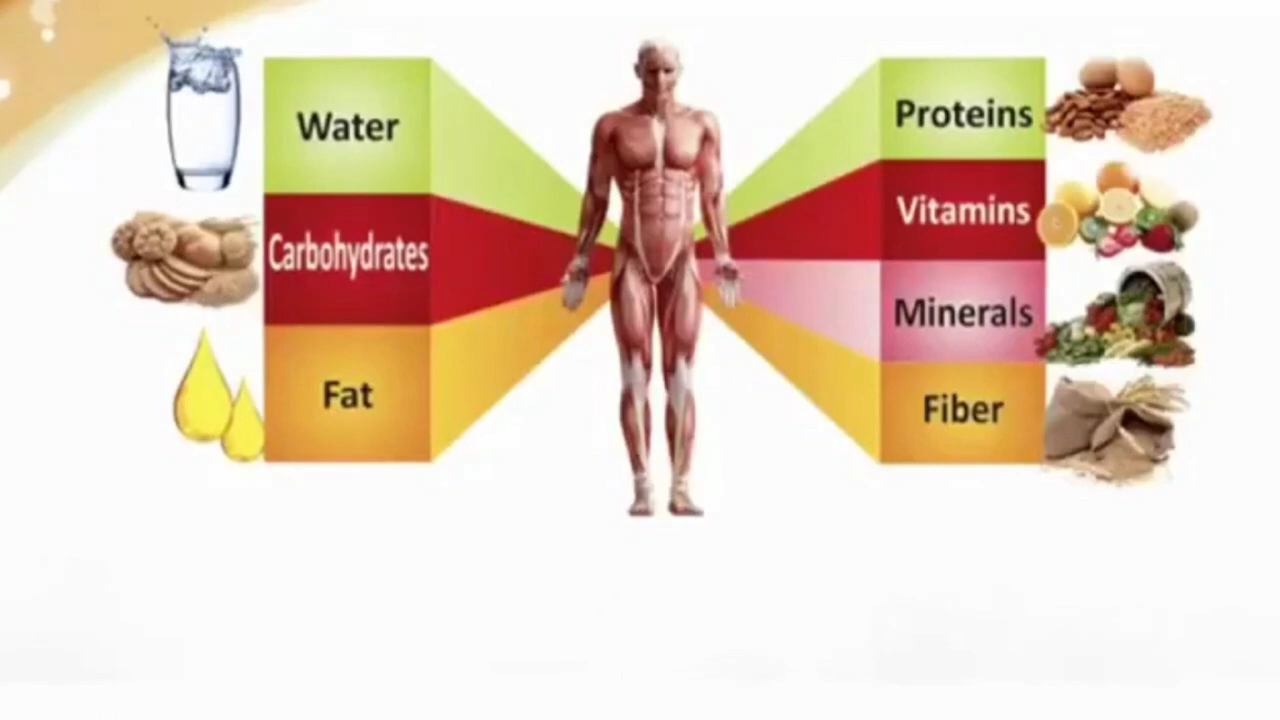 Water
Carbohydrates
Fat
Proteins
Vitamins
Minerals
Fiber